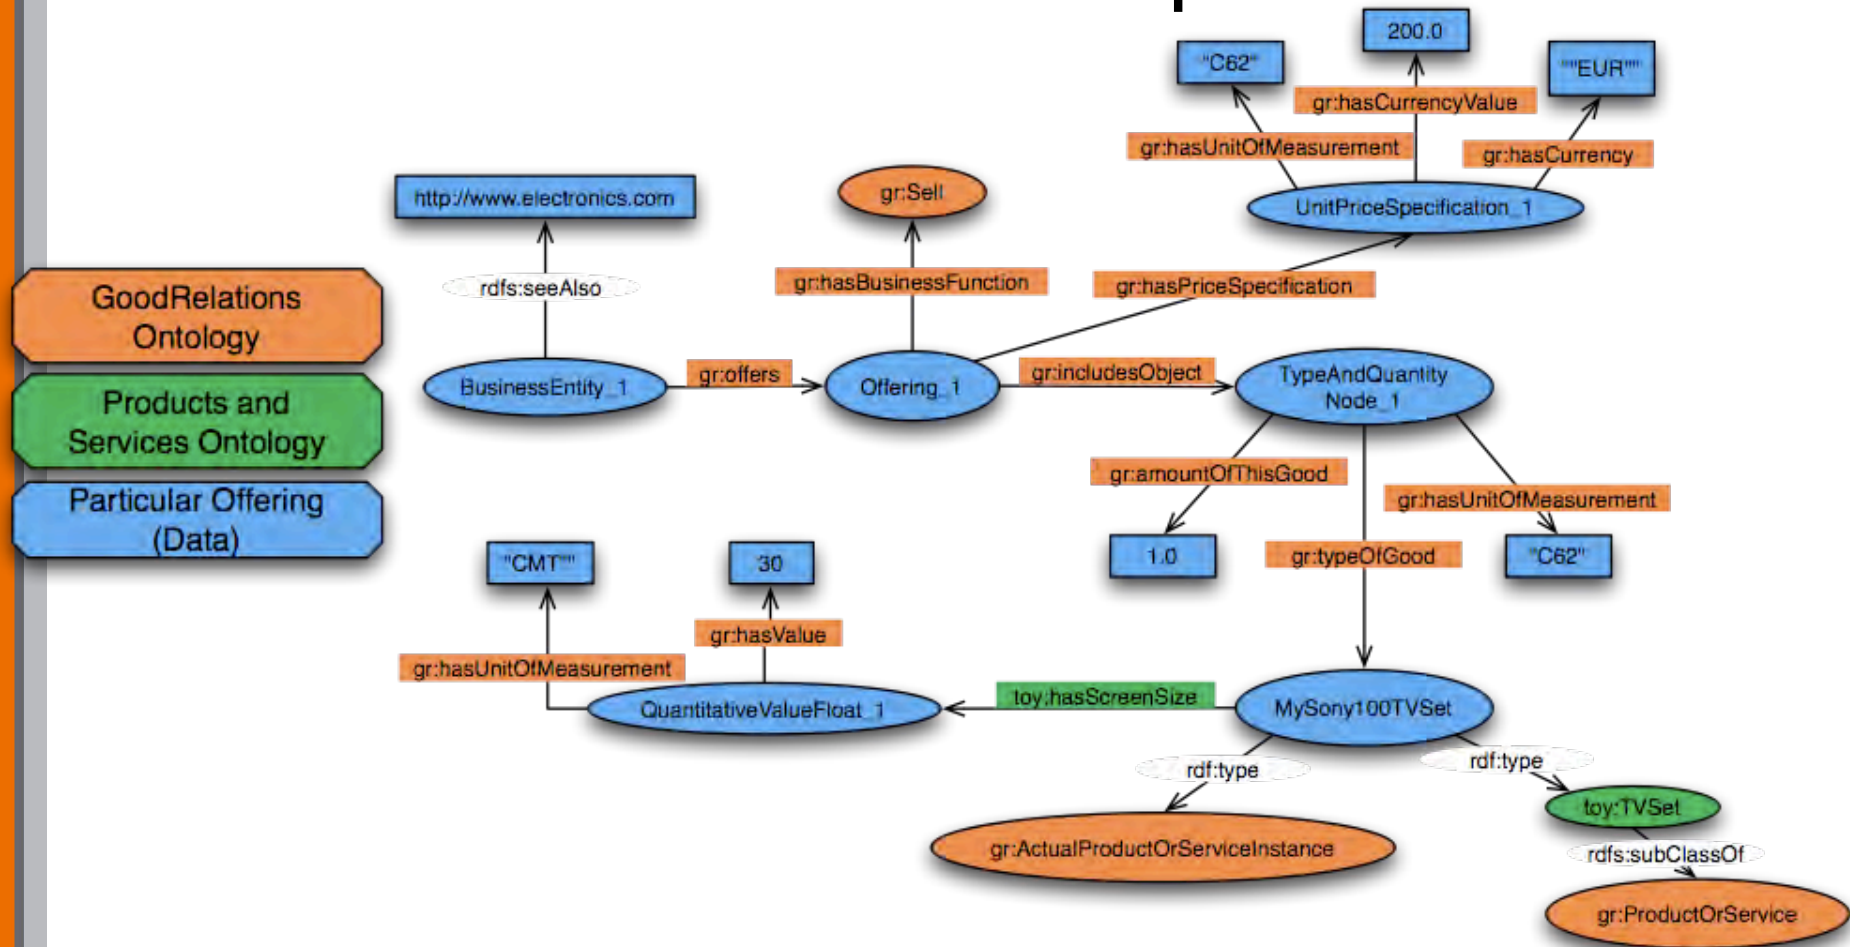 "C62"
200.0
""EUR""
gr:hasCurrencyValue
gr:hasUnitOfMeasurement
gr:hasCurrency
http://www.electronics.com
gr:Sell
UnitPriceSpecification_1
rdfs:seeAlso
gr:hasBusinessFunction
gr:hasPriceSpecification
GoodRelations
Ontology
BusinessEntity_1
gr:offers
Offering_1
gr:includesObject
TypeAndQuantity
Node_1
Products and
Services Ontology
gr:amountOfThisGood
gr:hasUnitOfMeasurement
Particular Offering
(Data)
"CMT""
30
1.0
gr:typeOfGood
"C62"
gr:hasValue
gr:hasUnitOfMeasurement
QuantitativeValueFloat_1
toy:hasScreenSize
MySony100TVSet
rdf:type
rdf:type
toy:TVSet
gr:ActualProductOrServiceInstance
rdfs:subClassOf
gr:ProductOrService